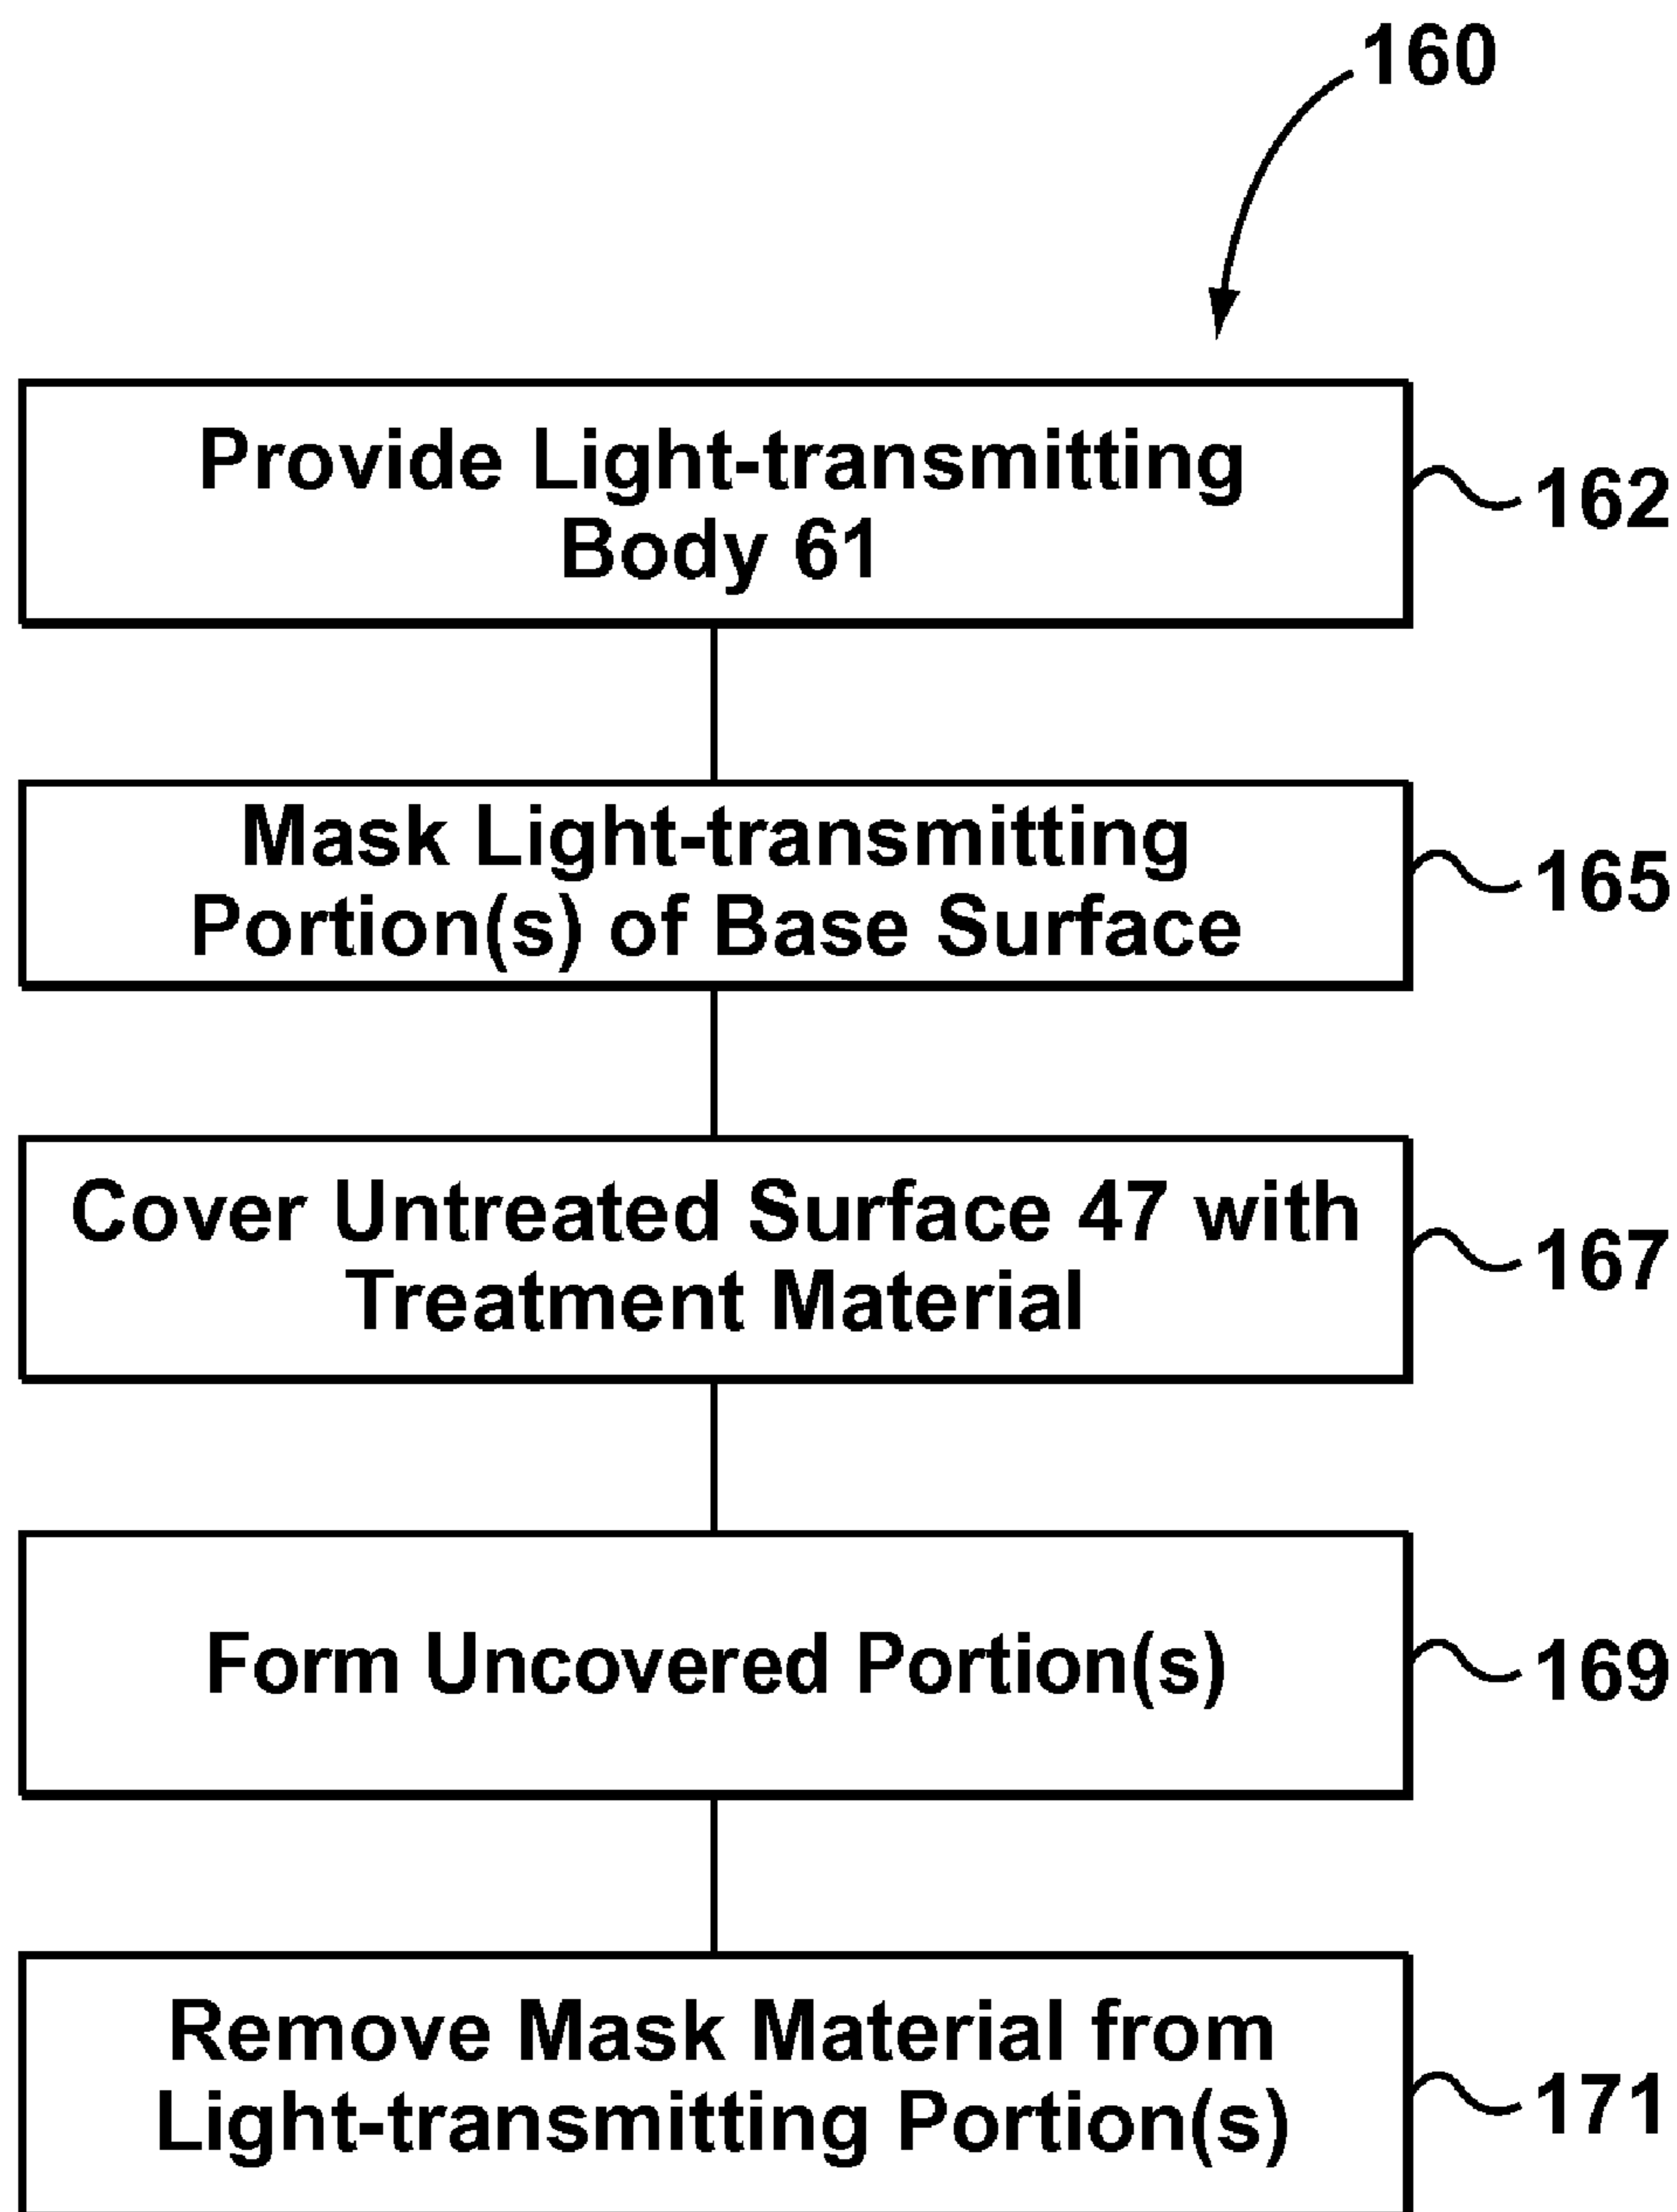 160
Provide Light-transmitting
Body 61
162
Mask Light-transmitting
Portion(s) of Base Surface
165
Cover Untreated Surface 47 with
Treatment Material
167
Form Uncovered Portion(s)
169
Remove Mask Material from
Light-transmitting Portion(s)
171